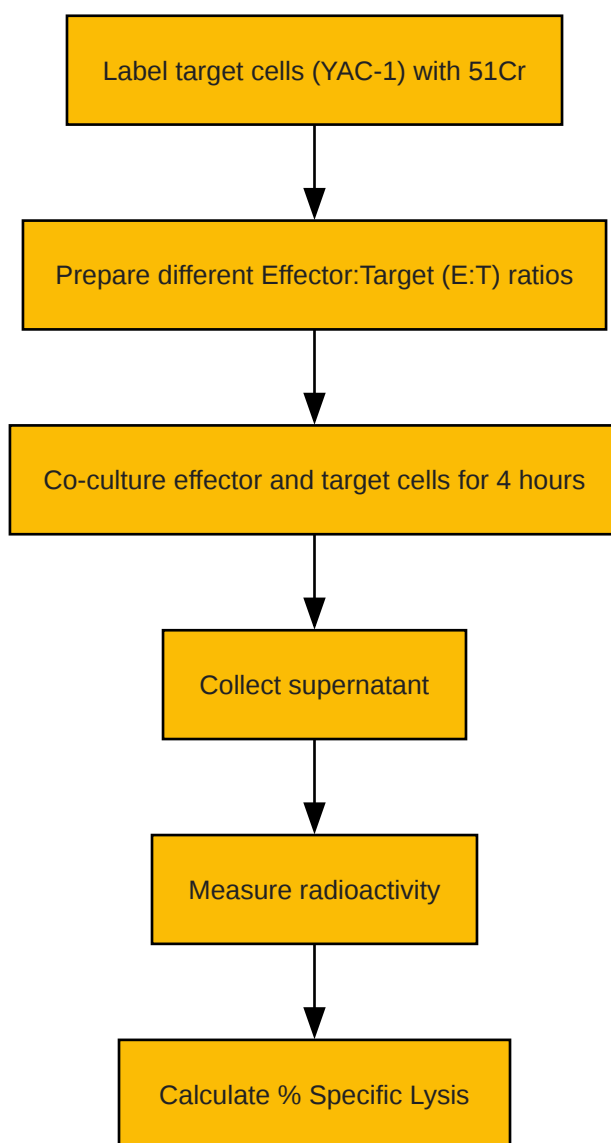 Label target cells (YAC-1) with 51Cr
Prepare different Effector:Target (E:T) ratios
Co-culture effector and target cells for 4 hours
Collect supernatant
Measure radioactivity
Calculate % Specific Lysis